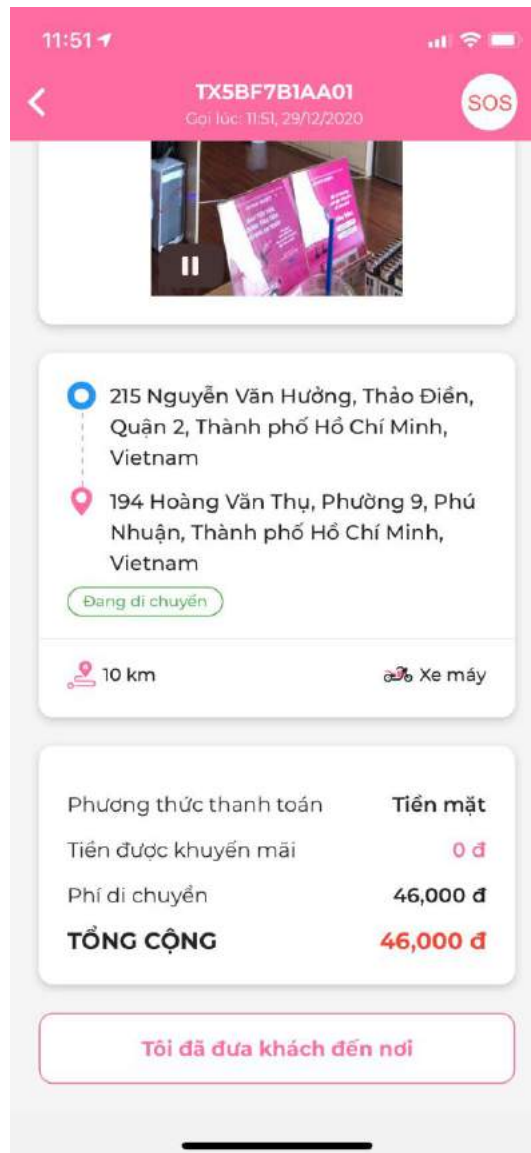 11:51
TX5BF7B1AA01
Gọi lúc: 11:51, 29/12/2020
SOS
215 Nguyễn Văn Hưởng, Thảo Điền,
Quận 2, Thành phố Hồ Chí Minh,
Vietnam
194 Hoàng Văn Thụ, Phường 9, Phú
Nhuận, Thành phố Hồ Chí Minh,
Vietnam
Đang di chuyển
10 km
Xe máy
Phương thức thanh toán
Tiền mặt
Tiền được khuyến mãi
0 đ
Phí di chuyển
46,000 đ
TỔNG CỘNG
46,000 đ
Tôi đã đưa khách đến nơi